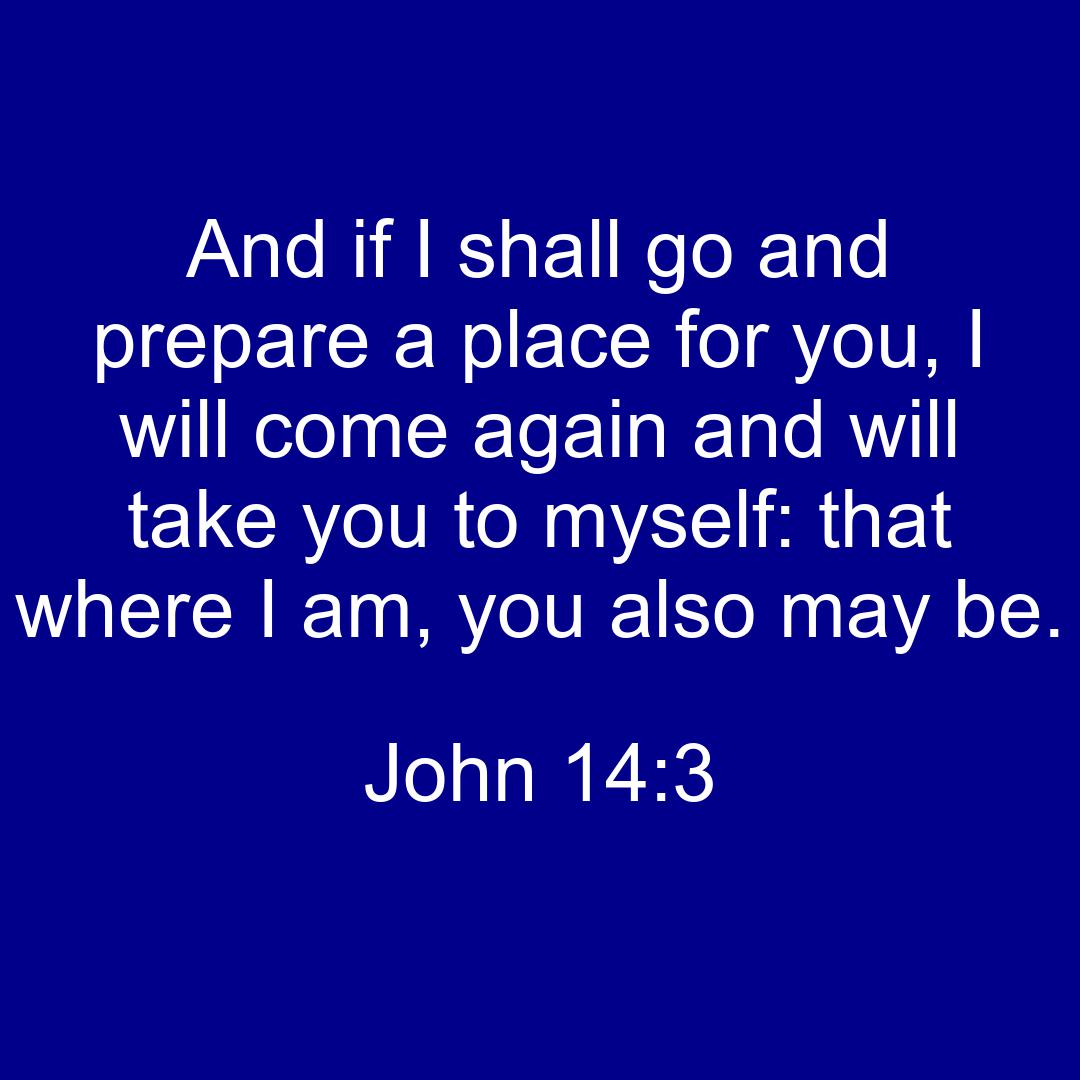 And if I shall go and
prepare a place for you, I
will come again and will
take you to myself: that
where I am, you also may be.
John 14:3